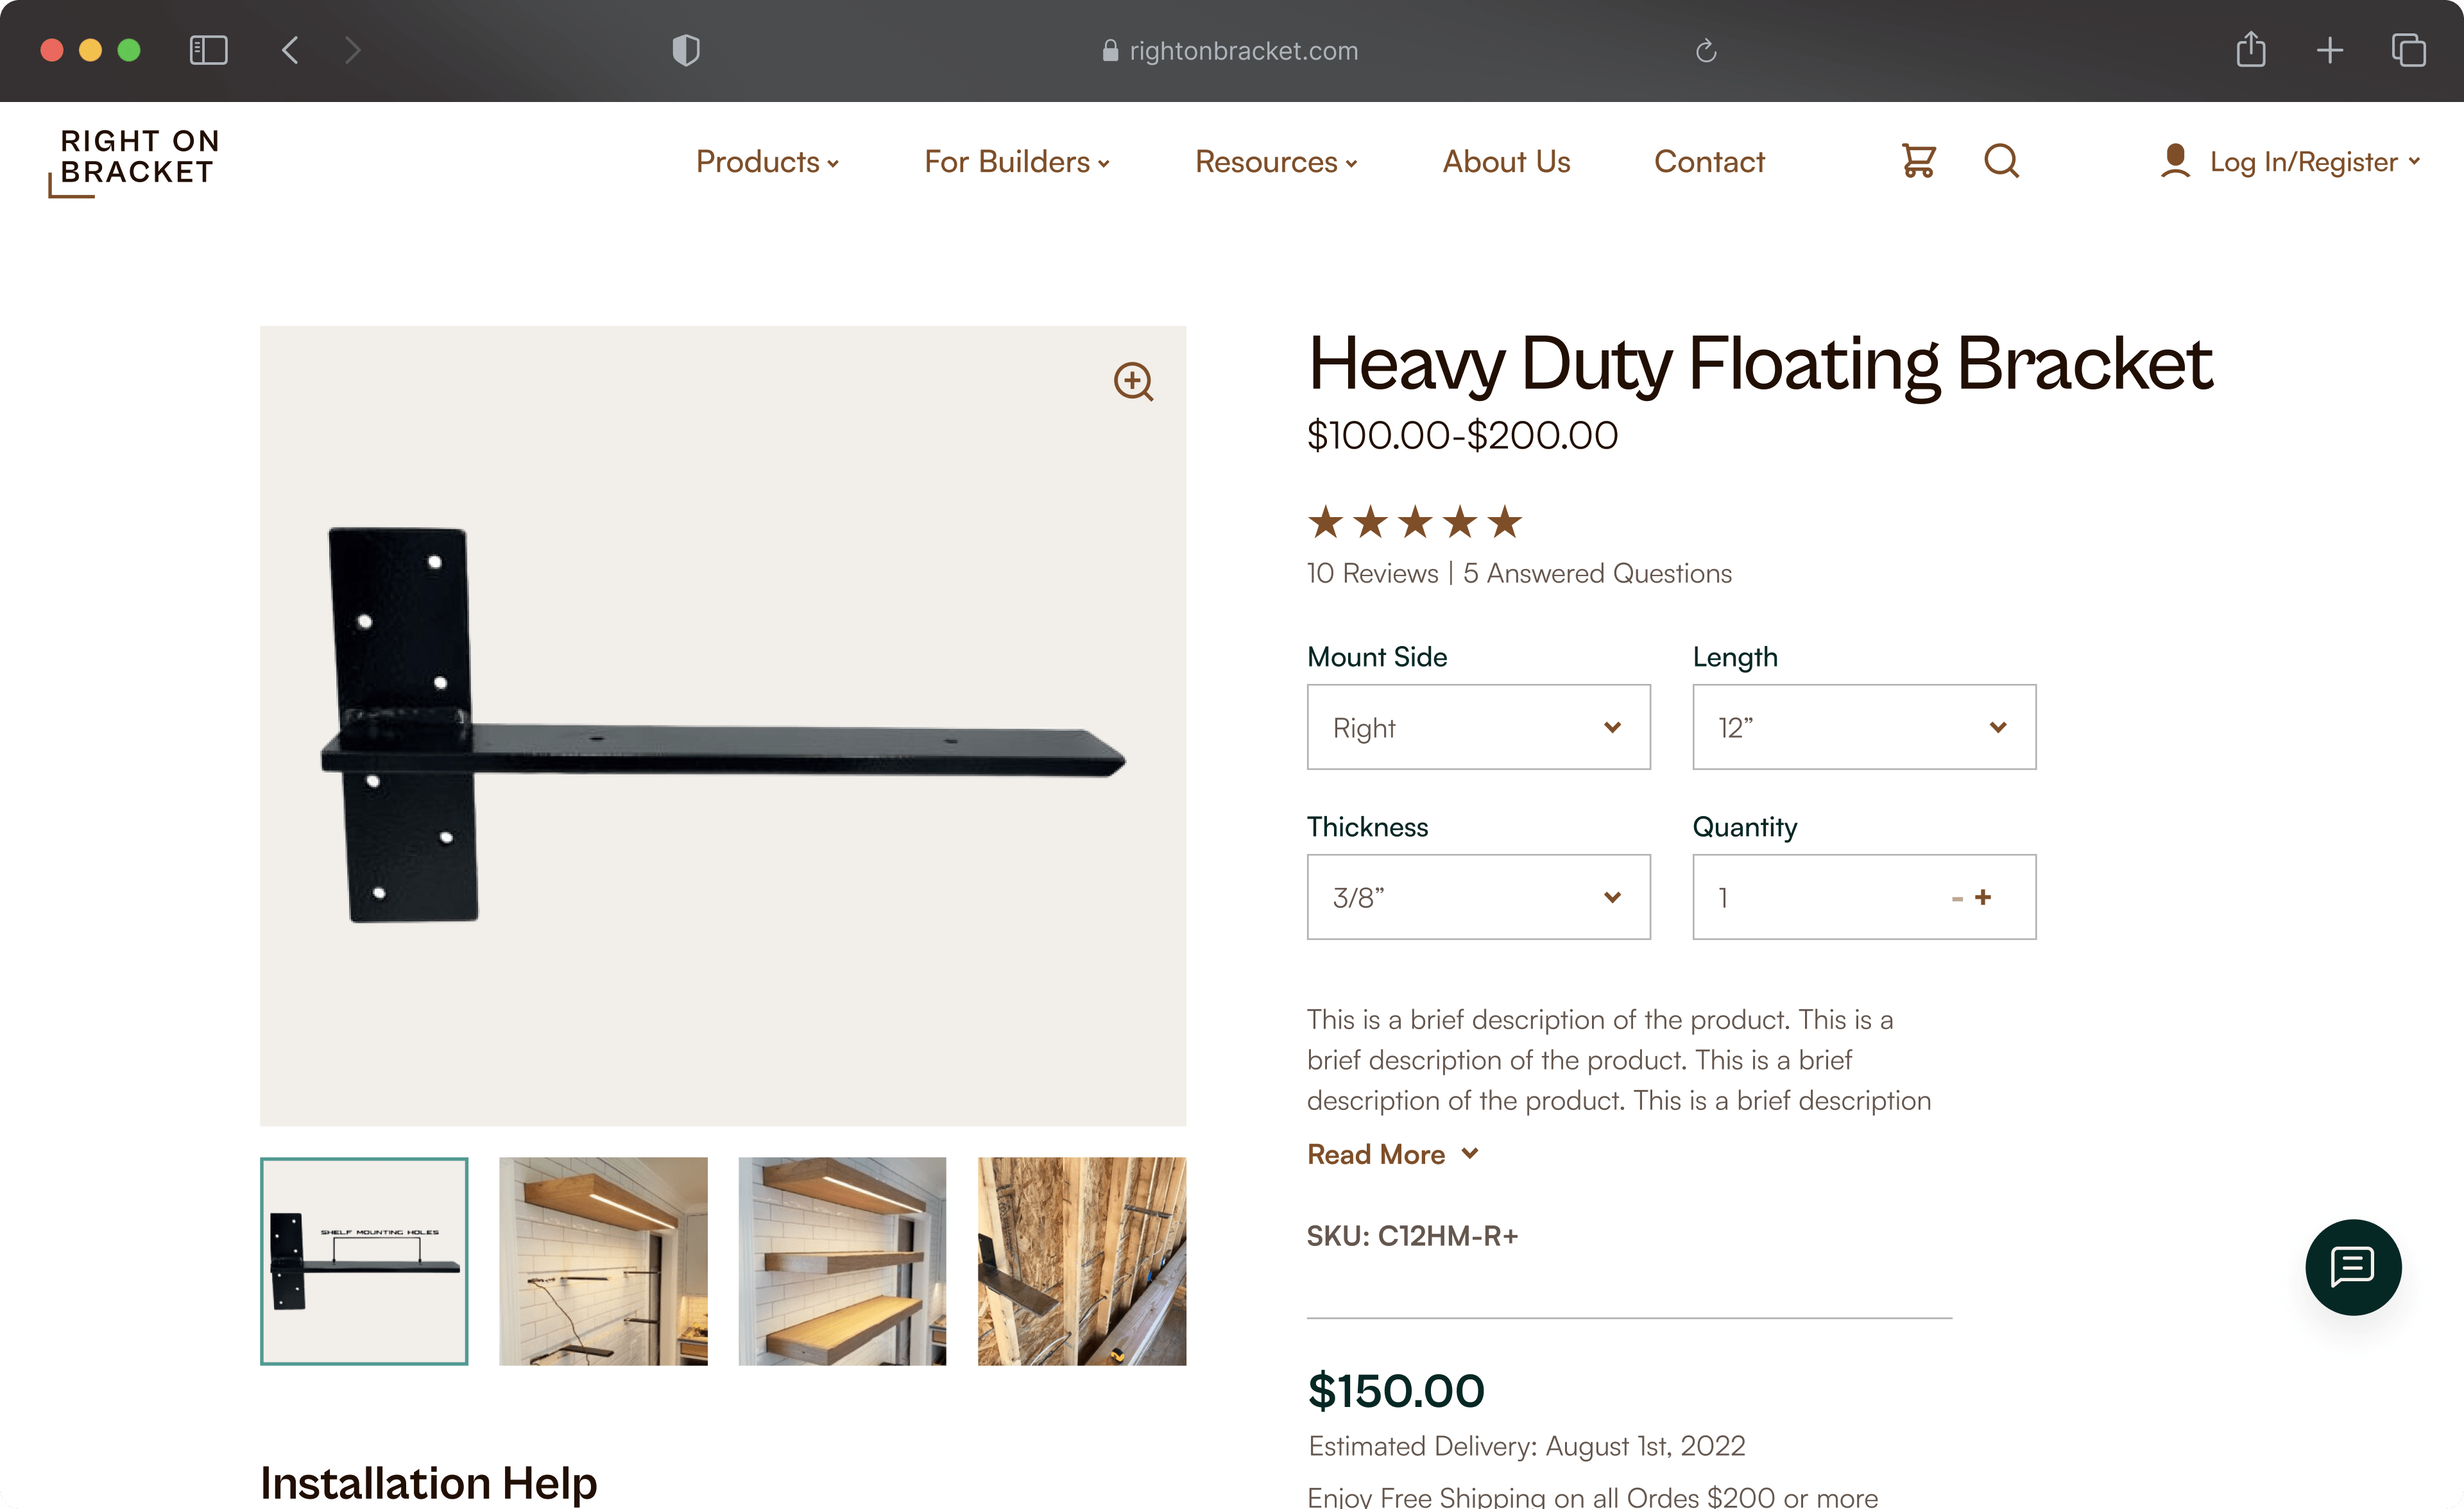 rightonbracket.com
RIGHT ON
BRACKET
Products
For Builders
Resources
About Us
Contact
Log In/Register
Heavy Duty Floating Bracket
$100.00-$200.00
10 Reviews | 5 Answered Questions
Mount Side
Length
Right
12”
Thickness
Quantity
3/8”
1
- +
This is a brief description of the product. This is a
brief description of the product. This is a brief
description of the product. This is a brief description
Read More
SKU: C12HM-R+
SHELF MOUNTING HOLES
$150.00
Estimated Delivery: August 1st, 2022
Enjoy Free Shipping on all Ordes $200 or more
Installation Help